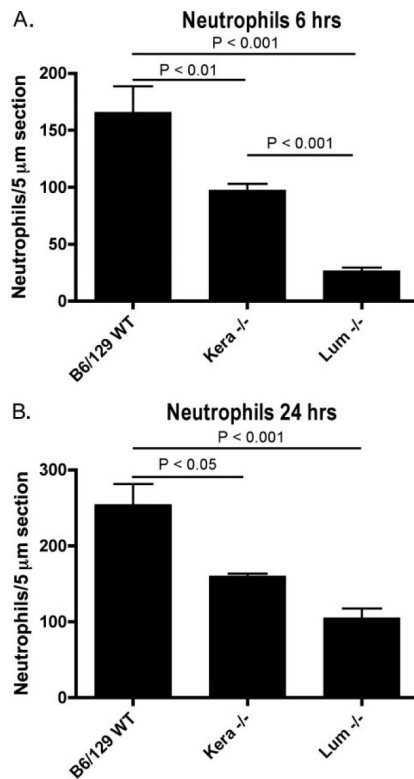 A.
Neutrophils 6 hrs
P < 0.001
P < 0.01
P < 0.001
Neutrophils/5 μm section
200
150
100
50
0
B6/129 WT
Kera -/-
Lum -/-
B.
Neutrophils 24 hrs
P < 0.001
P < 0.05
Neutrophils/5 μm section
300
200
100
0
B6/129 WT
Kera -/-
Lum -/-